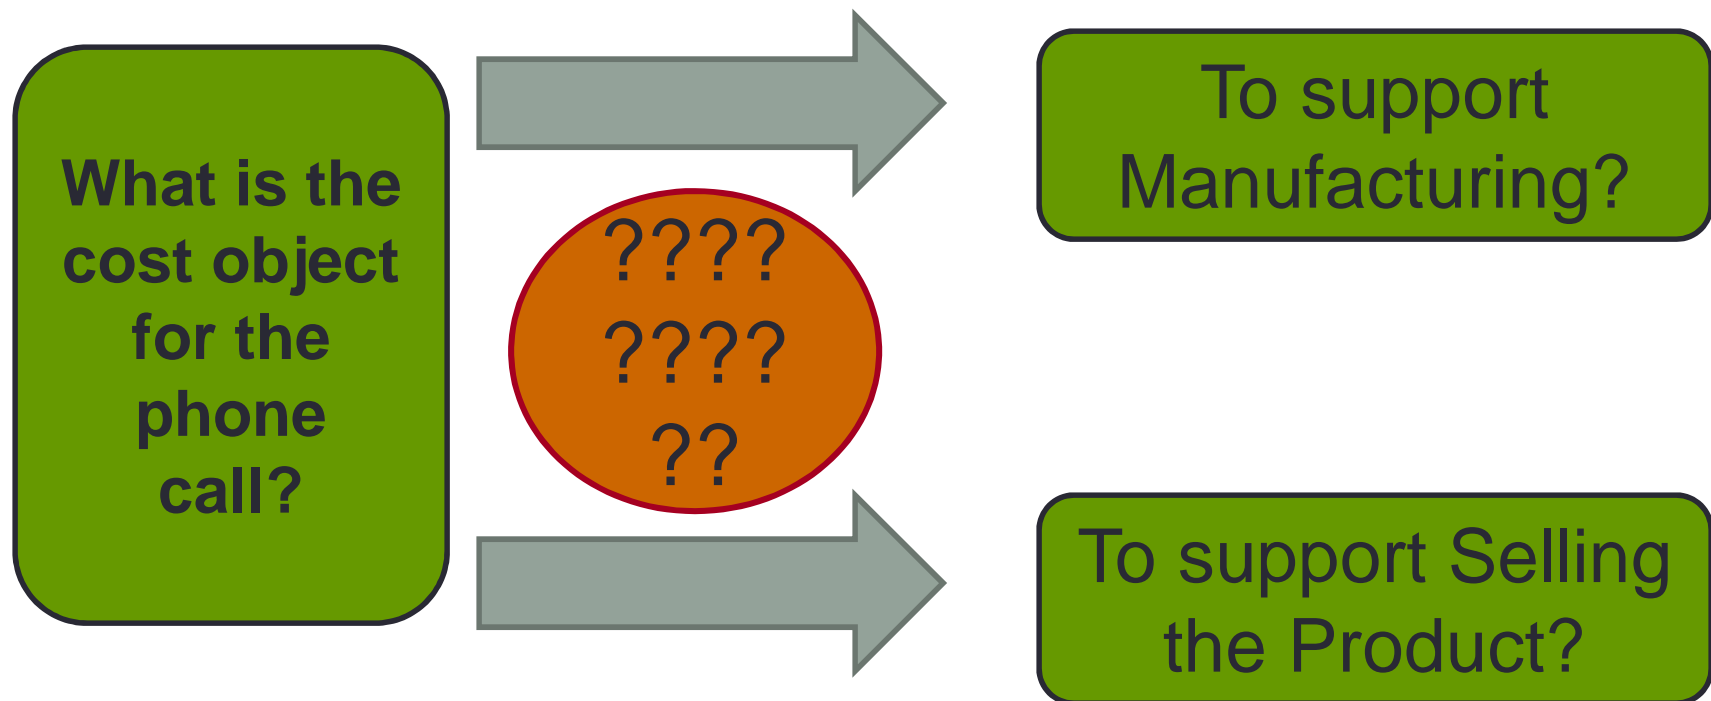 What is the
cost object
for the
phone
call?
????
????
??
To support
Manufacturing?
To support Selling
the Product?